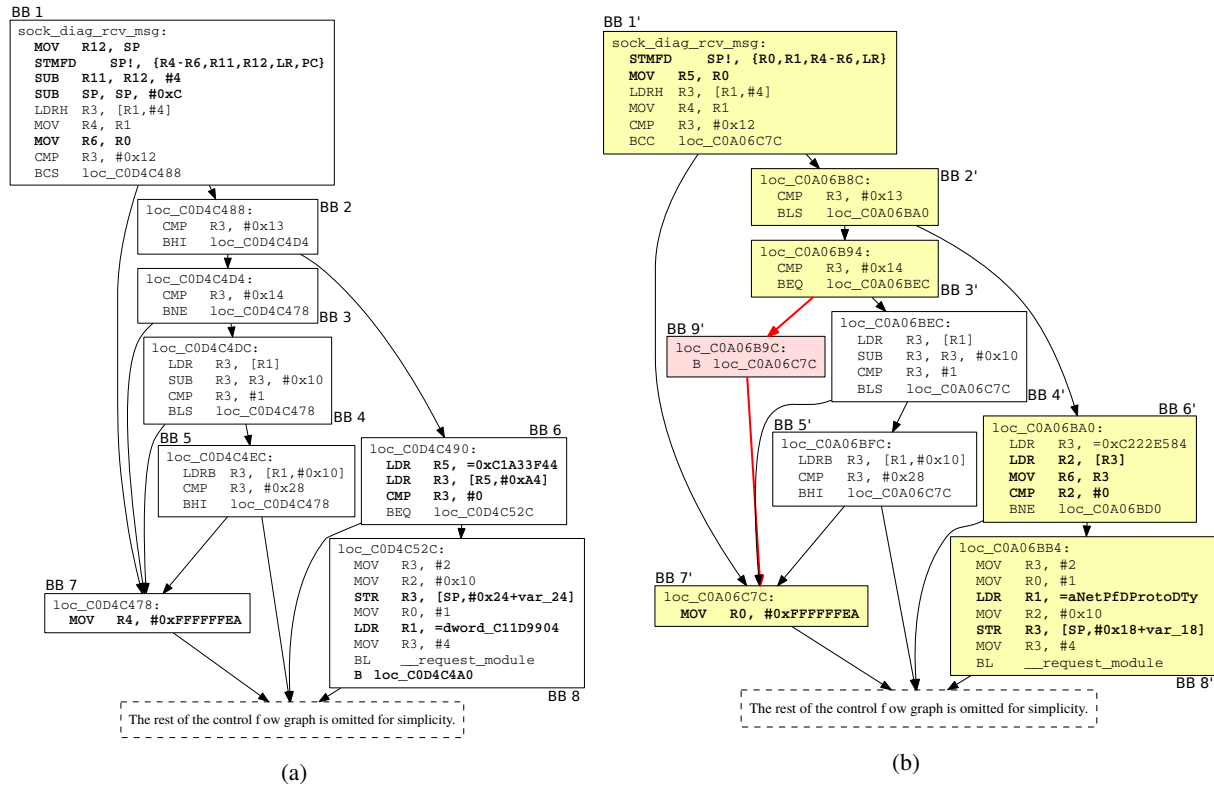 BB 1
sock_diag_rcv_msg:
MOV R12, SP
STMFD SP!, {R4-R6,R11,R12,LR,PC}
SUB R11, R12, #4
SUB SP, SP, #0xC
LDRH R3, [R1,#4]
MOV R4, R1
MOV R6, R0
CMP R3, #0x12
BCS loc_C0D4C488
BB 2
loc_C0D4C488:
CMP R3, #0x13
BHI loc_C0D4C4D4
loc_C0D4C4D4:
CMP R3, #0x14
BNE loc_C0D4C478
BB 3
loc_C0D4C4DC:
LDR R3, [R1]
SUB R3, R3, #0x10
CMP R3, #1
BLS loc_C0D4C478
BB 4
BB 5
loc_C0D4C4EC:
LDRB R3, [R1,#0x10]
CMP R3, #0x28
BHI loc_C0D4C478
BB 6
loc_C0D4C490:
LDR R5, =0xC1A33F44
LDR R3, [R5,#0xA4]
CMP R3, #0
BEQ loc_C0D4C52C
loc_C0D4C52C:
MOV R3, #2
MOV R2, #0x10
STR R3, [SP,#0x24+var_24]
MOV R0, #1
LDR R1, =dword_C11D9904
MOV R3, #4
BL __request_module
B loc_C0D4C4A0
BB 8
BB 7
loc_C0D4C478:
MOV R4, #0xFFFFFFEA
The rest of the control f ow graph is omitted for simplicity.
(a)
BB 1'
sock_diag_rcv_msg:
STMFD SP!, {R0,R1,R4-R6,LR}
MOV R5, R0
LDRH R3, [R1,#4]
MOV R4, R1
CMP R3, #0x12
BCC loc_C0A06C7C
BB 2'
loc_C0A06B8C:
CMP R3, #0x13
BLS loc_C0A06BA0
loc_C0A06B94:
CMP R3, #0x14
BEQ loc_C0A06BEC
BB 3'
BB 9'
loc_C0A06B9C:
B loc_C0A06C7C
loc_C0A06BEC:
LDR R3, [R1]
SUB R3, R3, #0x10
CMP R3, #1
BLS loc_C0A06C7C
BB 4'
BB 5'
loc_C0A06BFC:
LDRB R3, [R1,#0x10]
CMP R3, #0x28
BHI loc_C0A06C7C
BB 6'
loc_C0A06BA0:
LDR R3, =0xC222E584
LDR R2, [R3]
MOV R6, R3
CMP R2, #0
BNE loc_C0A06BD0
loc_C0A06BB4:
MOV R3, #2
MOV R0, #1
LDR R1, =aNetPfDProtoDTy
MOV R2, #0x10
STR R3, [SP,#0x18+var_18]
MOV R3, #4
BL __request_module
BB 8'
BB 7'
loc_C0A06C7C:
MOV R0, #0xFFFFFFEA
The rest of the control f ow graph is omitted for simplicity.
(b)